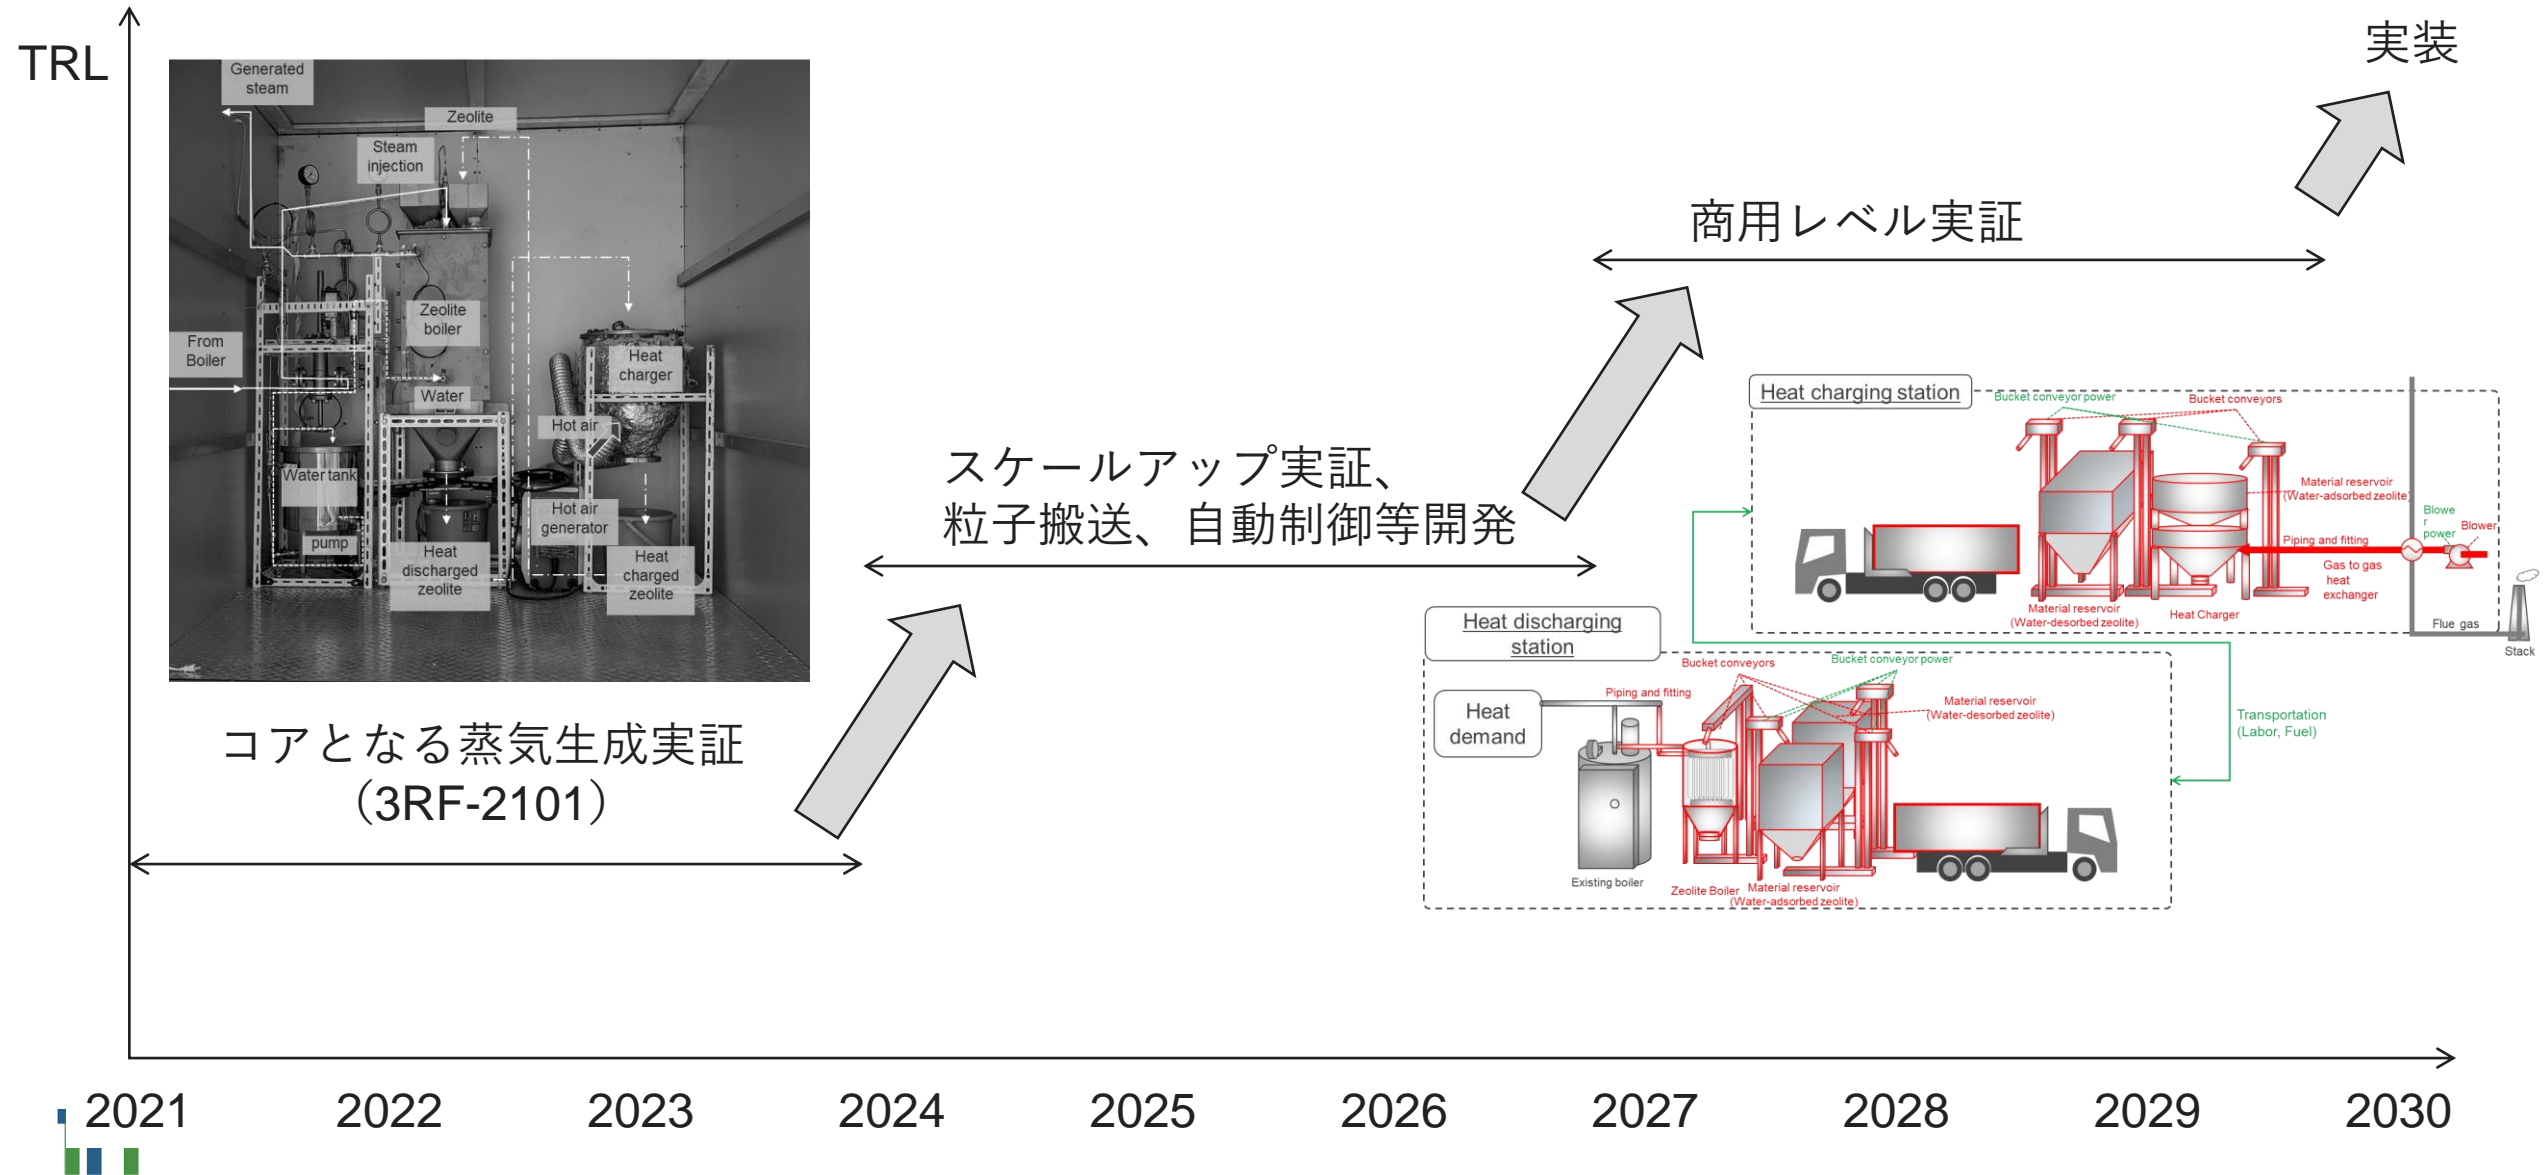 TRL
Generated
steam
Zeolite
Steam
injection
Zeolite
boiler
From
Boiler
Heat
charger
Water
Hot air
Water tank
Hot air
generator
pump
Heat
discharged
zeolite
Heat
charged
zeolite
コアとなる蒸気生成実証
（3RF-2101）
スケールアップ実証、
粒子搬送、自動制御等開発
商用レベル実証
実装
Heat charging station
Bucket conveyor power
Bucket conveyors
Material reservoir
(Water-adsorbed zeolite)
Blowe
r
power
Blower
Piping and fitting
Gas to gas
heat
exchanger
Material reservoir
(Water-desorbed zeolite)
Heat Charger
Flue gas
Stack
Heat discharging
station
Bucket conveyors
Bucket conveyor power
Piping and fitting
Heat
demand
Material reservoir
(Water-desorbed zeolite)
Transportation
(Labor, Fuel)
Existing boiler
Zeolite Boiler
Material reservoir
(Water-adsorbed zeolite)
2021
2022
2023
2024
2025
2026
2027
2028
2029
2030